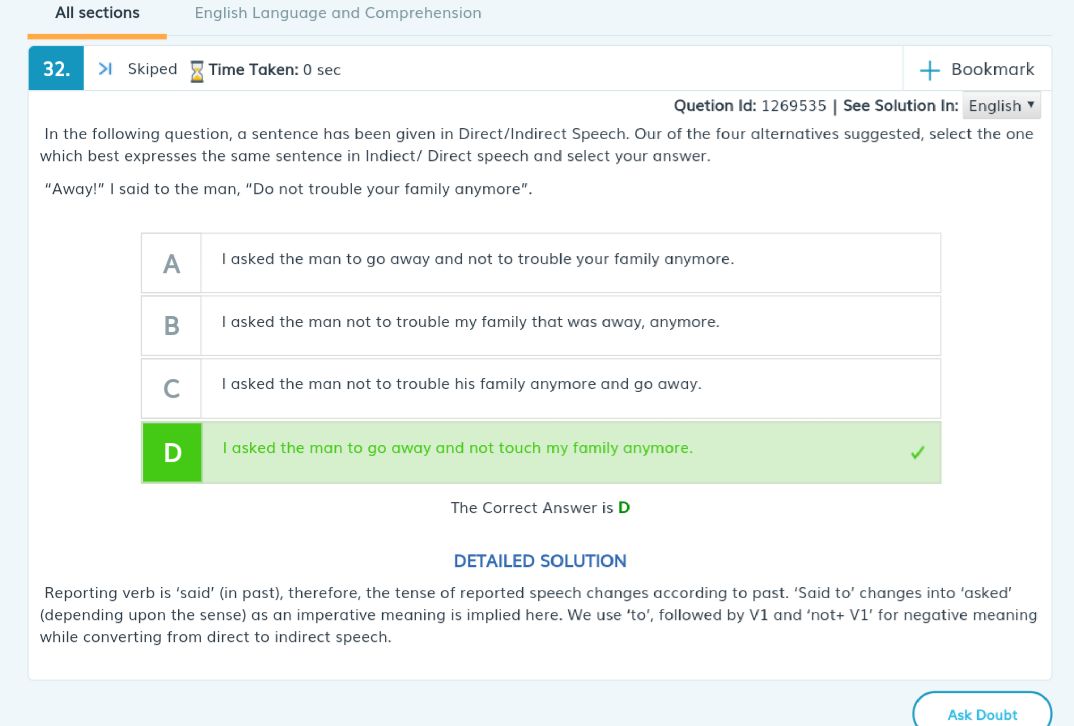 All sections English Language and Comprehension
32. Skiped Time Taken: 0 sec Bookmark
Quetion Id: 1269535 | See Solution In: English
In the following question, a sentence has been given in Direct/Indirect Speech. Our of the four alternatives suggested, select the one
which best expresses the same sentence in Indiect/ Direct speech and select your answer.
“Away!” I said to the man, “Do not trouble your family anymore”.
A I asked the man to go away and not to trouble your family anymore.
B I asked the man not to trouble my family that was away, anymore.
C I asked the man not to trouble his family anymore and go away.
D I asked the man to go away and not touch my family anymore.
The Correct Answer is D
DETAILED SOLUTION
Reporting verb is ‘said’ (in past), therefore, the tense of reported speech changes according to past. ‘Said to’ changes into ‘asked’
(depending upon the sense) as an imperative meaning is implied here. We use ‘to’, followed by V1 and ‘not+ V1’ for negative meaning
while converting from direct to indirect speech.
Ask Doubt